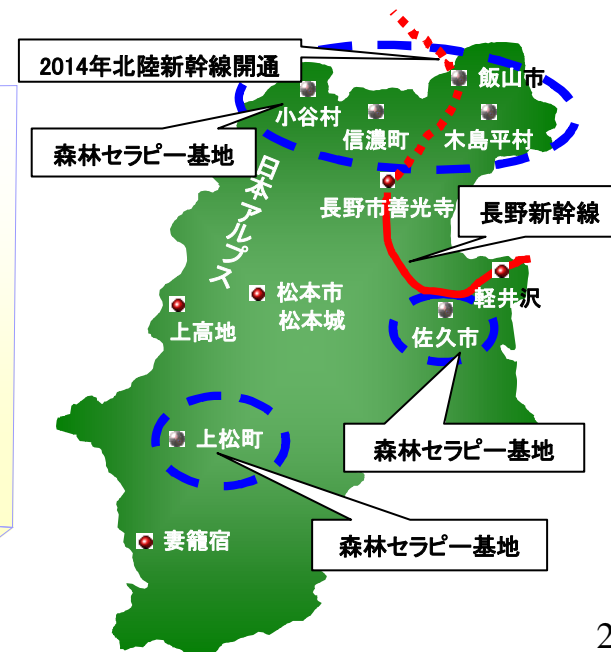 2014年北陸新幹線開通
飯山市
小谷村
信濃町
木島平村
森林セラピー基地
日本アルプス
長野市善光寺
長野新幹線
軽井沢
松本市
松本城
上高地
佐久市
上松町
森林セラピー基地
森林セラピー基地
妻籠宿
2